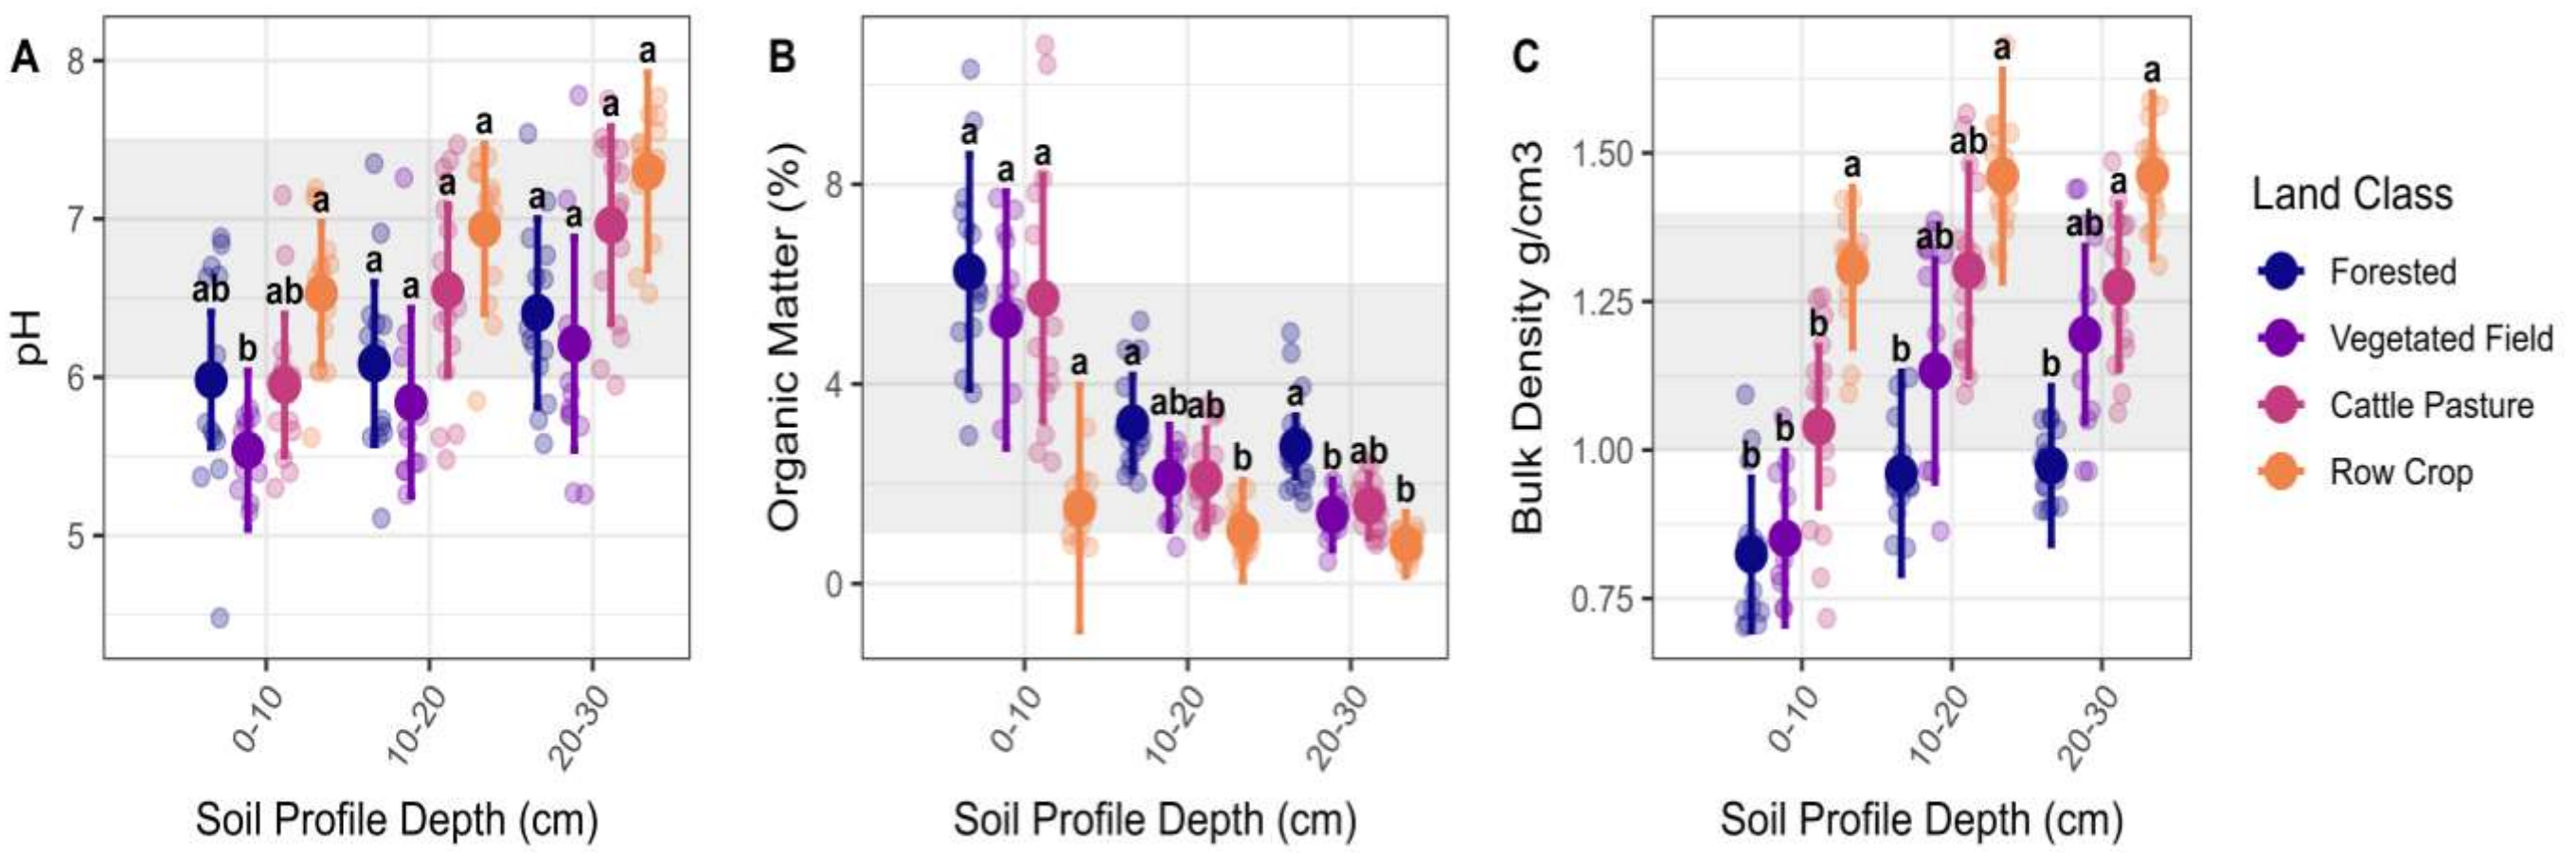 A
pH
8
7
6
5
ab
b
ab
a
a
a
a
a
a
a
a
a
0-10
10-20
20-30
Soil Profile Depth (cm)
B
Organic Matter (%)
8
4
0
a
a
a
a
a
ab
ab
b
a
b
ab
b
0-10
10-20
20-30
Soil Profile Depth (cm)
C
Bulk Density g/cm3
1.50
1.25
1.00
0.75
b
b
b
a
b
ab
ab
a
b
ab
a
a
0-10
10-20
20-30
Soil Profile Depth (cm)
Land Class
Forested
Vegetated Field
Cattle Pasture
Row Crop